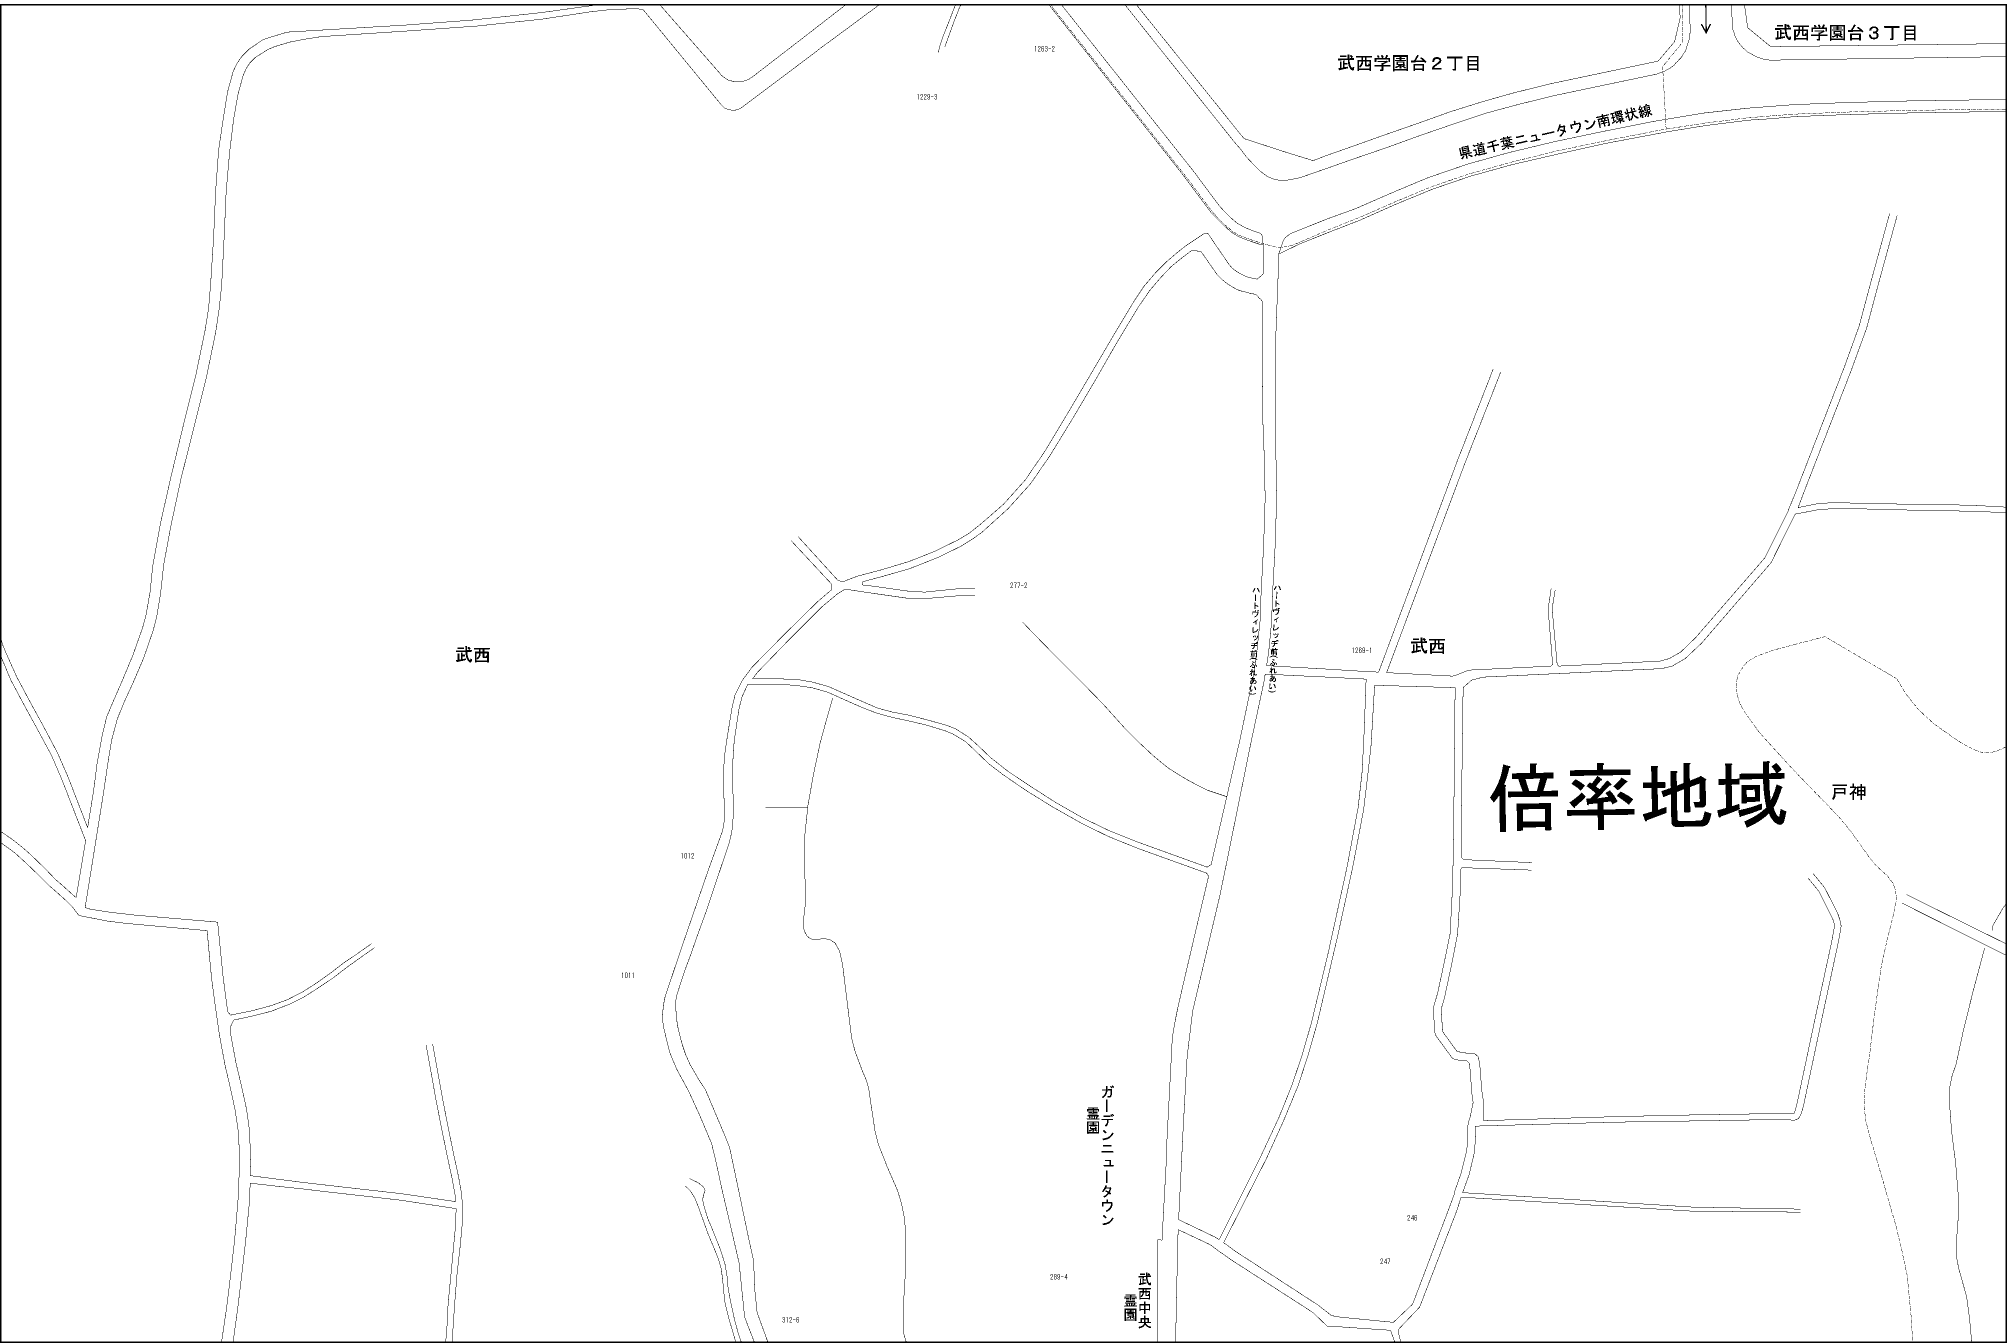 武西学園台3丁目
武西学園台2丁目
1263-2
1229-3
県道千葉ニュータウン南環状線
277-2
ハートヴィレッヂ前(ふれあい)
ハートヴィレッヂ前(ふれあい)
1269-1
武西
武西
倍率地域
戸神
1012
1011
ガーデンニュータウン
霊園
246
247
289-4
武西中央
霊園
312-6